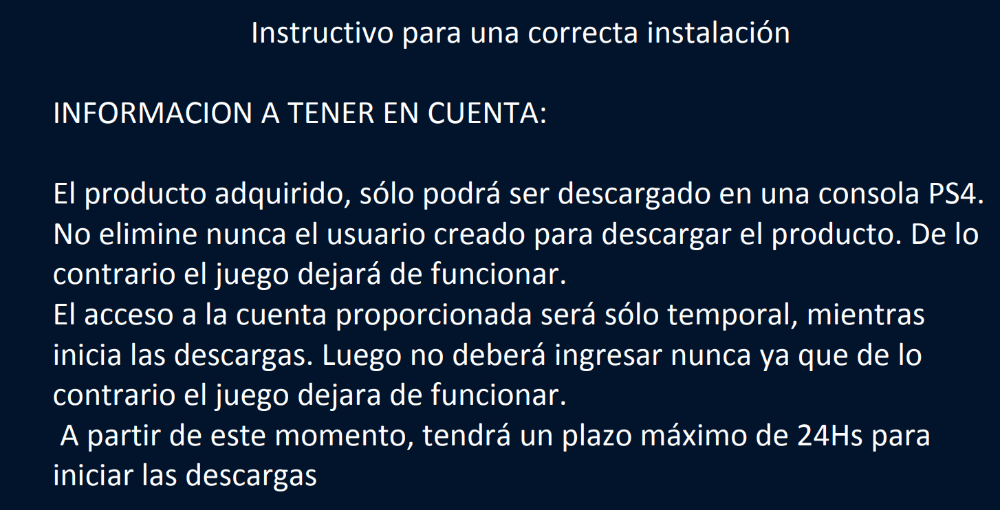 Instructivo para una correcta instalación
INFORMACION A TENER EN CUENTA:
El producto adquirido, sólo podrá ser descargado en una consola PS4.
No elimine nunca el usuario creado para descargar el producto. De lo
contrario el juego dejará de funcionar.
El acceso a la cuenta proporcionada será sólo temporal, mientras
inicia las descargas. Luego no deberá ingresar nunca ya que de lo
contrario el juego dejara de funcionar.
A partir de este momento, tendrá un plazo máximo de 24Hs para
iniciar las descargas